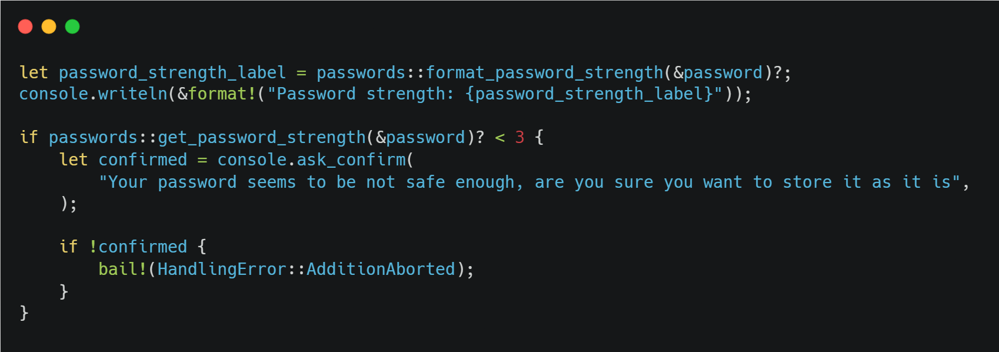 let password_strength_label = passwords::format_password_strength(&password)?;
console.writeln(&format!("Password strength: {password_strength_label}"));

if passwords::get_password_strength(&password)? < 3 {
    let confirmed = console.ask_confirm(
        "Your password seems to be not safe enough, are you sure you want to store it as it is",
    );

    if !confirmed {
        bail!(HandlingError::AdditionAborted);
    }
}